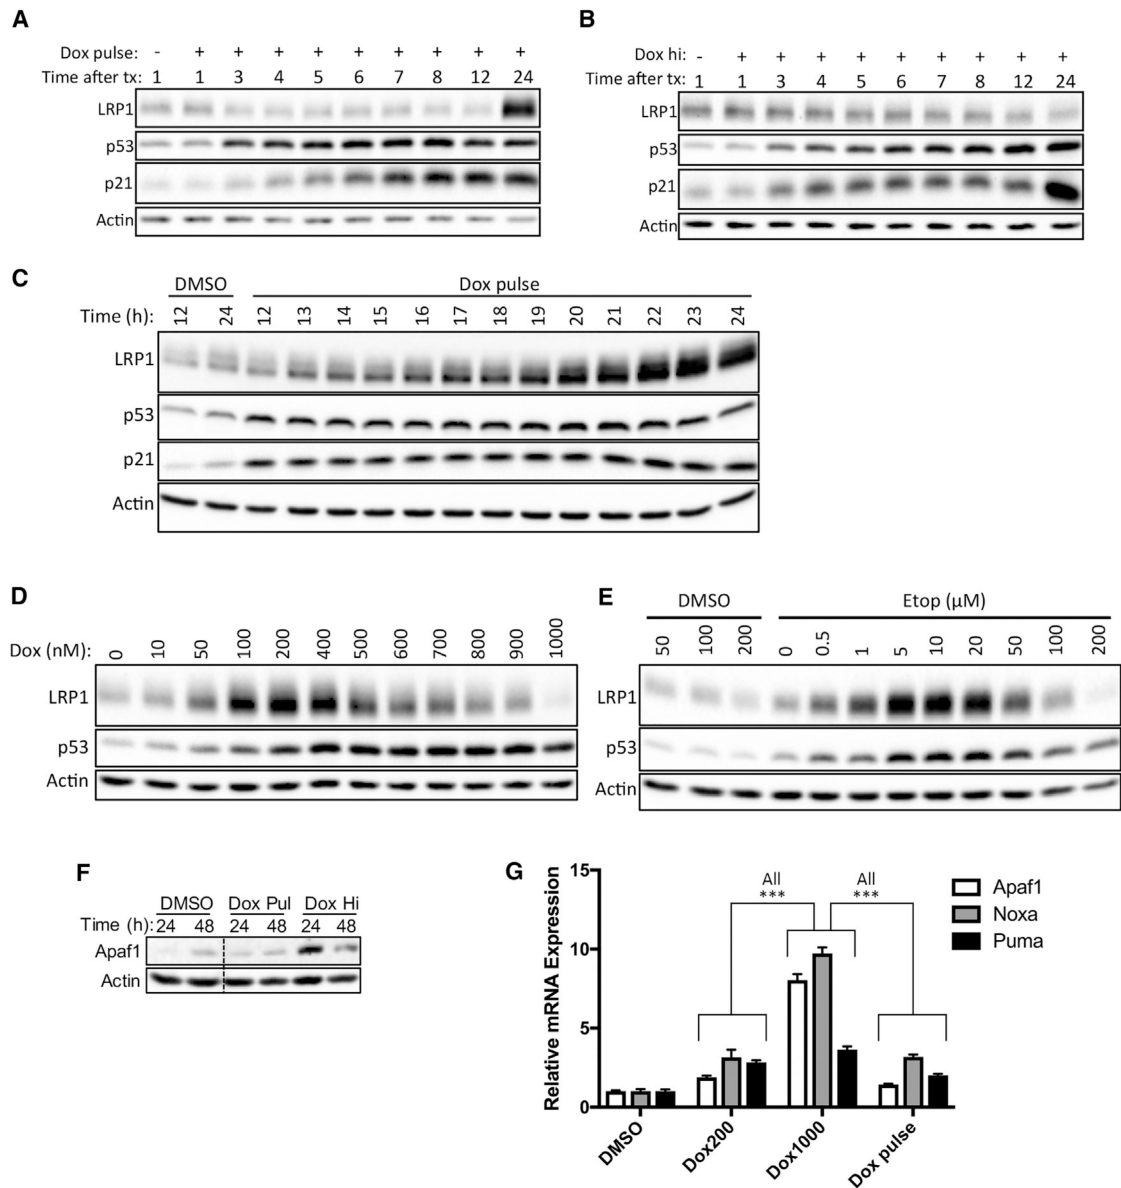 A
Dox pulse: - + + + + + + + + +
Time after tx: 1 1 3 4 5 6 7 8 12 24
LRP1
p53
p21
Actin
B
Dox hi: - + + + + + + + + +
Time after tx: 1 1 3 4 5 6 7 8 12 24
LRP1
p53
p21
Actin
C
DMSO Dox pulse
Time (h): 12 24 12 13 14 15 16 17 18 19 20 21 22 23 24
LRP1
p53
p21
Actin
D
Dox (nM): 0 10 50 100 200 400 500 600 700 800 900 1000
LRP1
p53
Actin
E
DMSO Etop (μM)
50 100 200 0 0.5 1 5 10 20 50 100 200
LRP1
p53
Actin
F
DMSO Dox Pul Dox Hi
Time (h): 24 48 24 48 24 48
Apaf1
Actin
G
Relative mRNA Expression
15
10
5
0
All
***
All
***
Apaf1
Noxa
Puma
DMSO
Dox200
Dox1000
Dox pulse